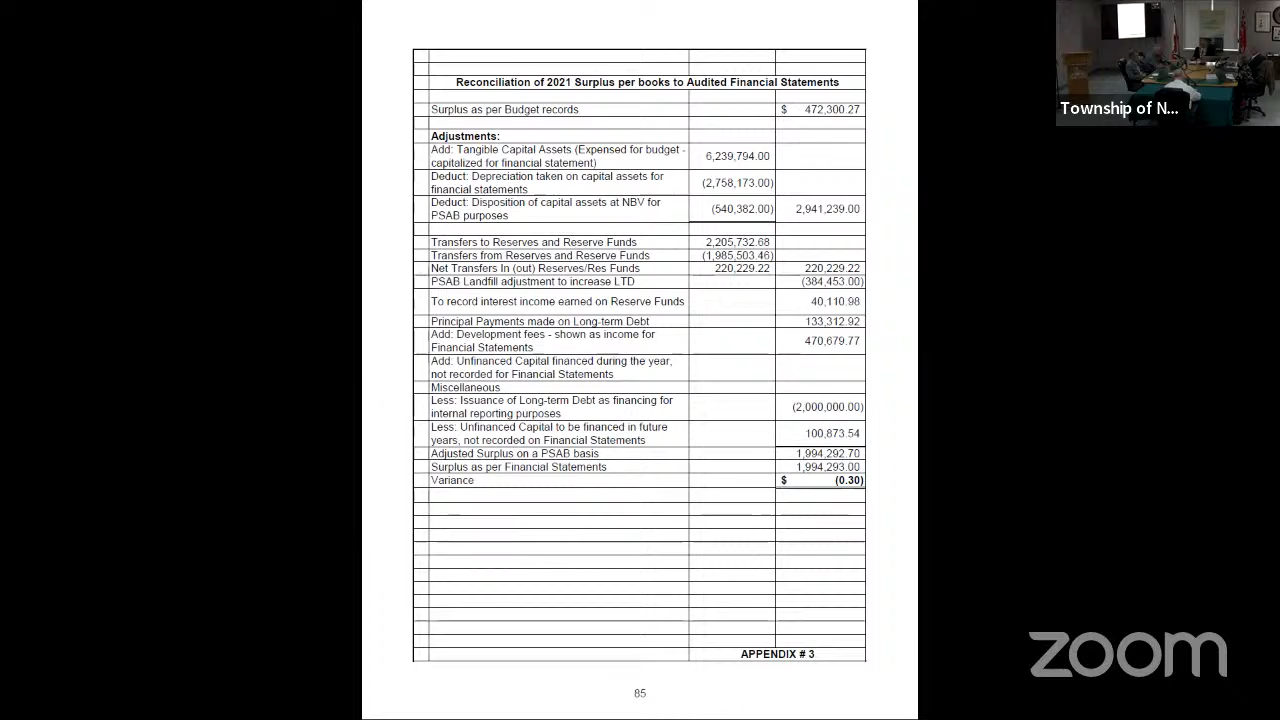 Reconciliation of 2021 Surplus per books to Audited Financial Statements
Surplus as per Budget records $ 472,300.27
Adjustments:
Add: Tangible Capital Assets (Expensed for budget -
capitalized for financial statement) 6,239,794.00
Deduct: Depreciation taken on capital assets for
financial statements (2,758,173.00)
Deduct: Disposition of capital assets at NBV for
PSAB purposes (540,382.00) 2,941,239.00
Transfers to Reserves and Reserve Funds 2,205,732.68
Transfers from Reserves and Reserve Funds (1,985,503.46)
Net Transfers In (out) Reserves/Res Funds 220,229.22 220,229.22
PSAB Landfill adjustment to increase LTD (384,453.00)
To record interest income earned on Reserve Funds 40,110.98
Principal Payments made on Long-term Debt 133,312.92
Add: Development fees - shown as income for
Financial Statements 470,679.77
Add: Unfinanced Capital financed during the year,
not recorded for Financial Statements
Miscellaneous
Less: Issuance of Long-term Debt as financing for
internal reporting purposes (2,000,000.00)
Less: Unfinanced Capital to be financed in future
years, not recorded on Financial Statements 100,873.54
Adjusted Surplus on a PSAB basis 1,994,292.70
Surplus as per Financial Statements 1,994,293.00
Variance $ (0.30)
APPENDIX # 3
85
Township of N...
zoom